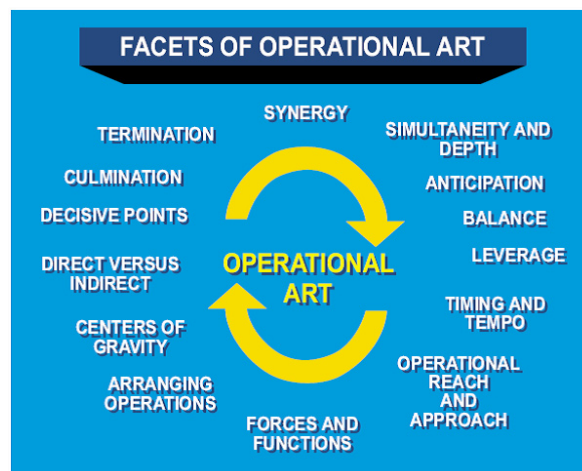 FACETS OF OPERATIONAL ART
SYNERGY
SIMULTANEITY AND
DEPTH
ANTICIPATION
BALANCE
LEVERAGE
TIMING AND
TEMPO
OPERATIONAL
REACH
AND
APPROACH
FORCES AND
FUNCTIONS
ARRANGING
OPERATIONS
CENTERS OF
GRAVITY
DIRECT VERSUS
INDIRECT
DECISIVE POINTS
CULMINATION
TERMINATION
OPERATIONAL
ART